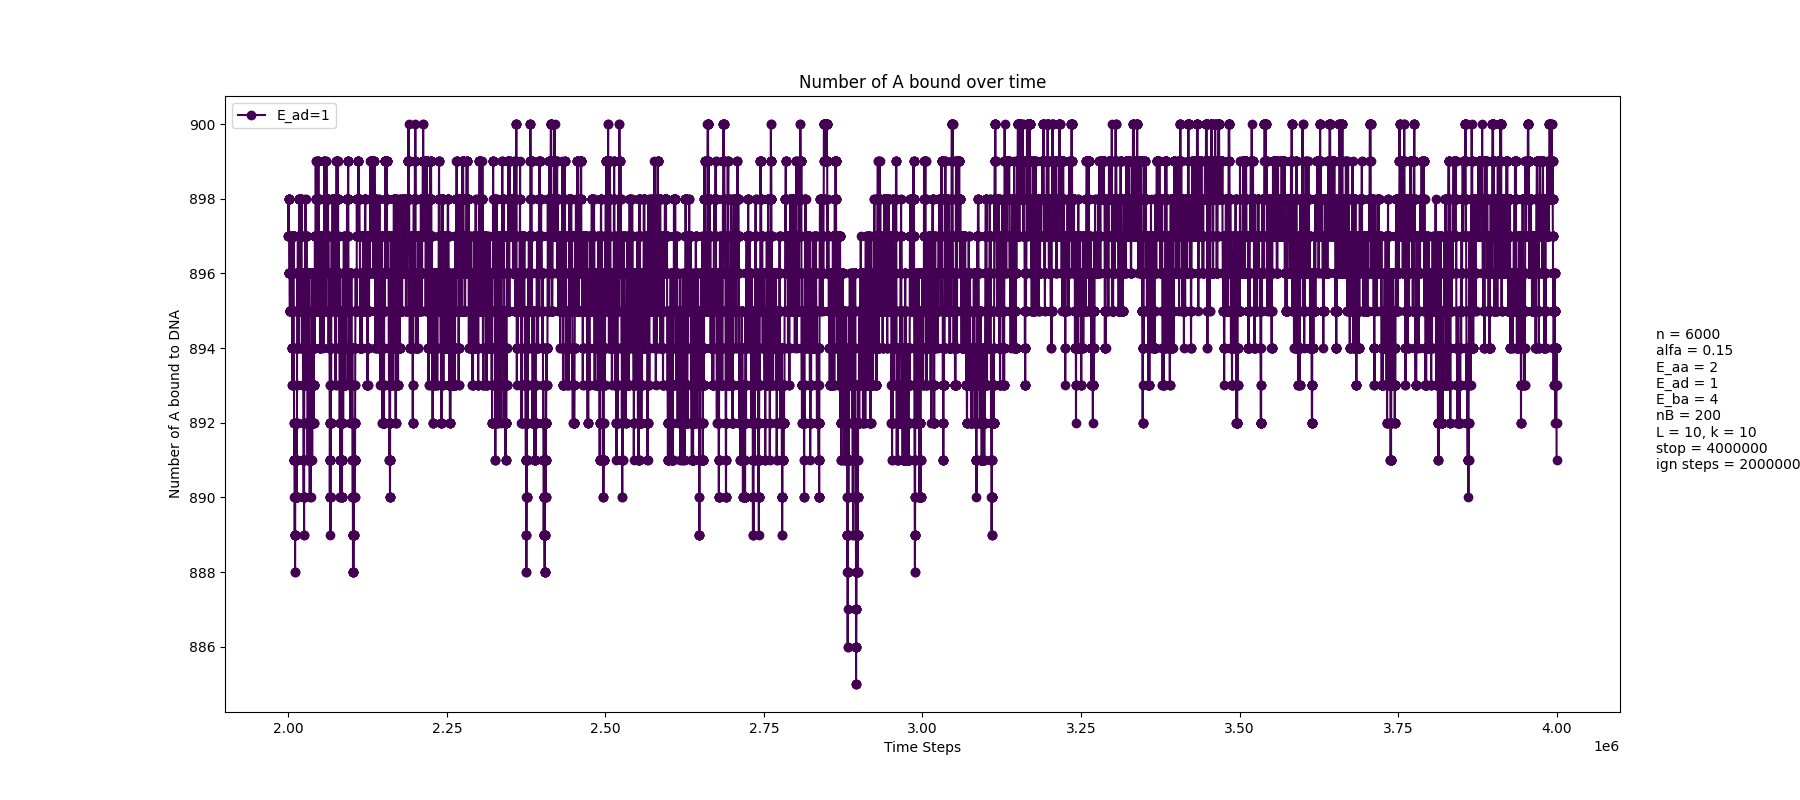 Number of A bound over time
E_ad=1
Number of A bound to DNA
900
898
896
894
892
890
888
886
2.00
2.25
2.50
2.75
3.00
3.25
3.50
3.75
4.00
1e6
Time Steps
n = 6000
alfa = 0.15
E_aa = 2
E_ad = 1
E_ba = 4
nB = 200
L = 10, k = 10
stop = 4000000
ign steps = 2000000